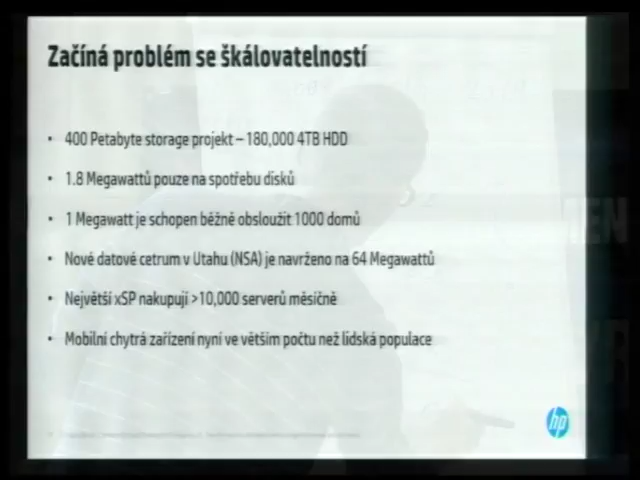 Začíná problém se škálovatelností
• 400 Petabyte storage projekt – 180,000 4TB HDD
• 1.8 Megawattů pouze na spotřebu disků
• 1 Megawatt je schopen běžně obsloužit 1000 domů
• Nové datové cetrum v Utahu (NSA) je navrženo na 64 Megawattů
• Největší xSP nakupují >10,000 serverů měsíčně
• Mobilní chytrá zařízení nyní ve větším počtu než lidská populace
hp